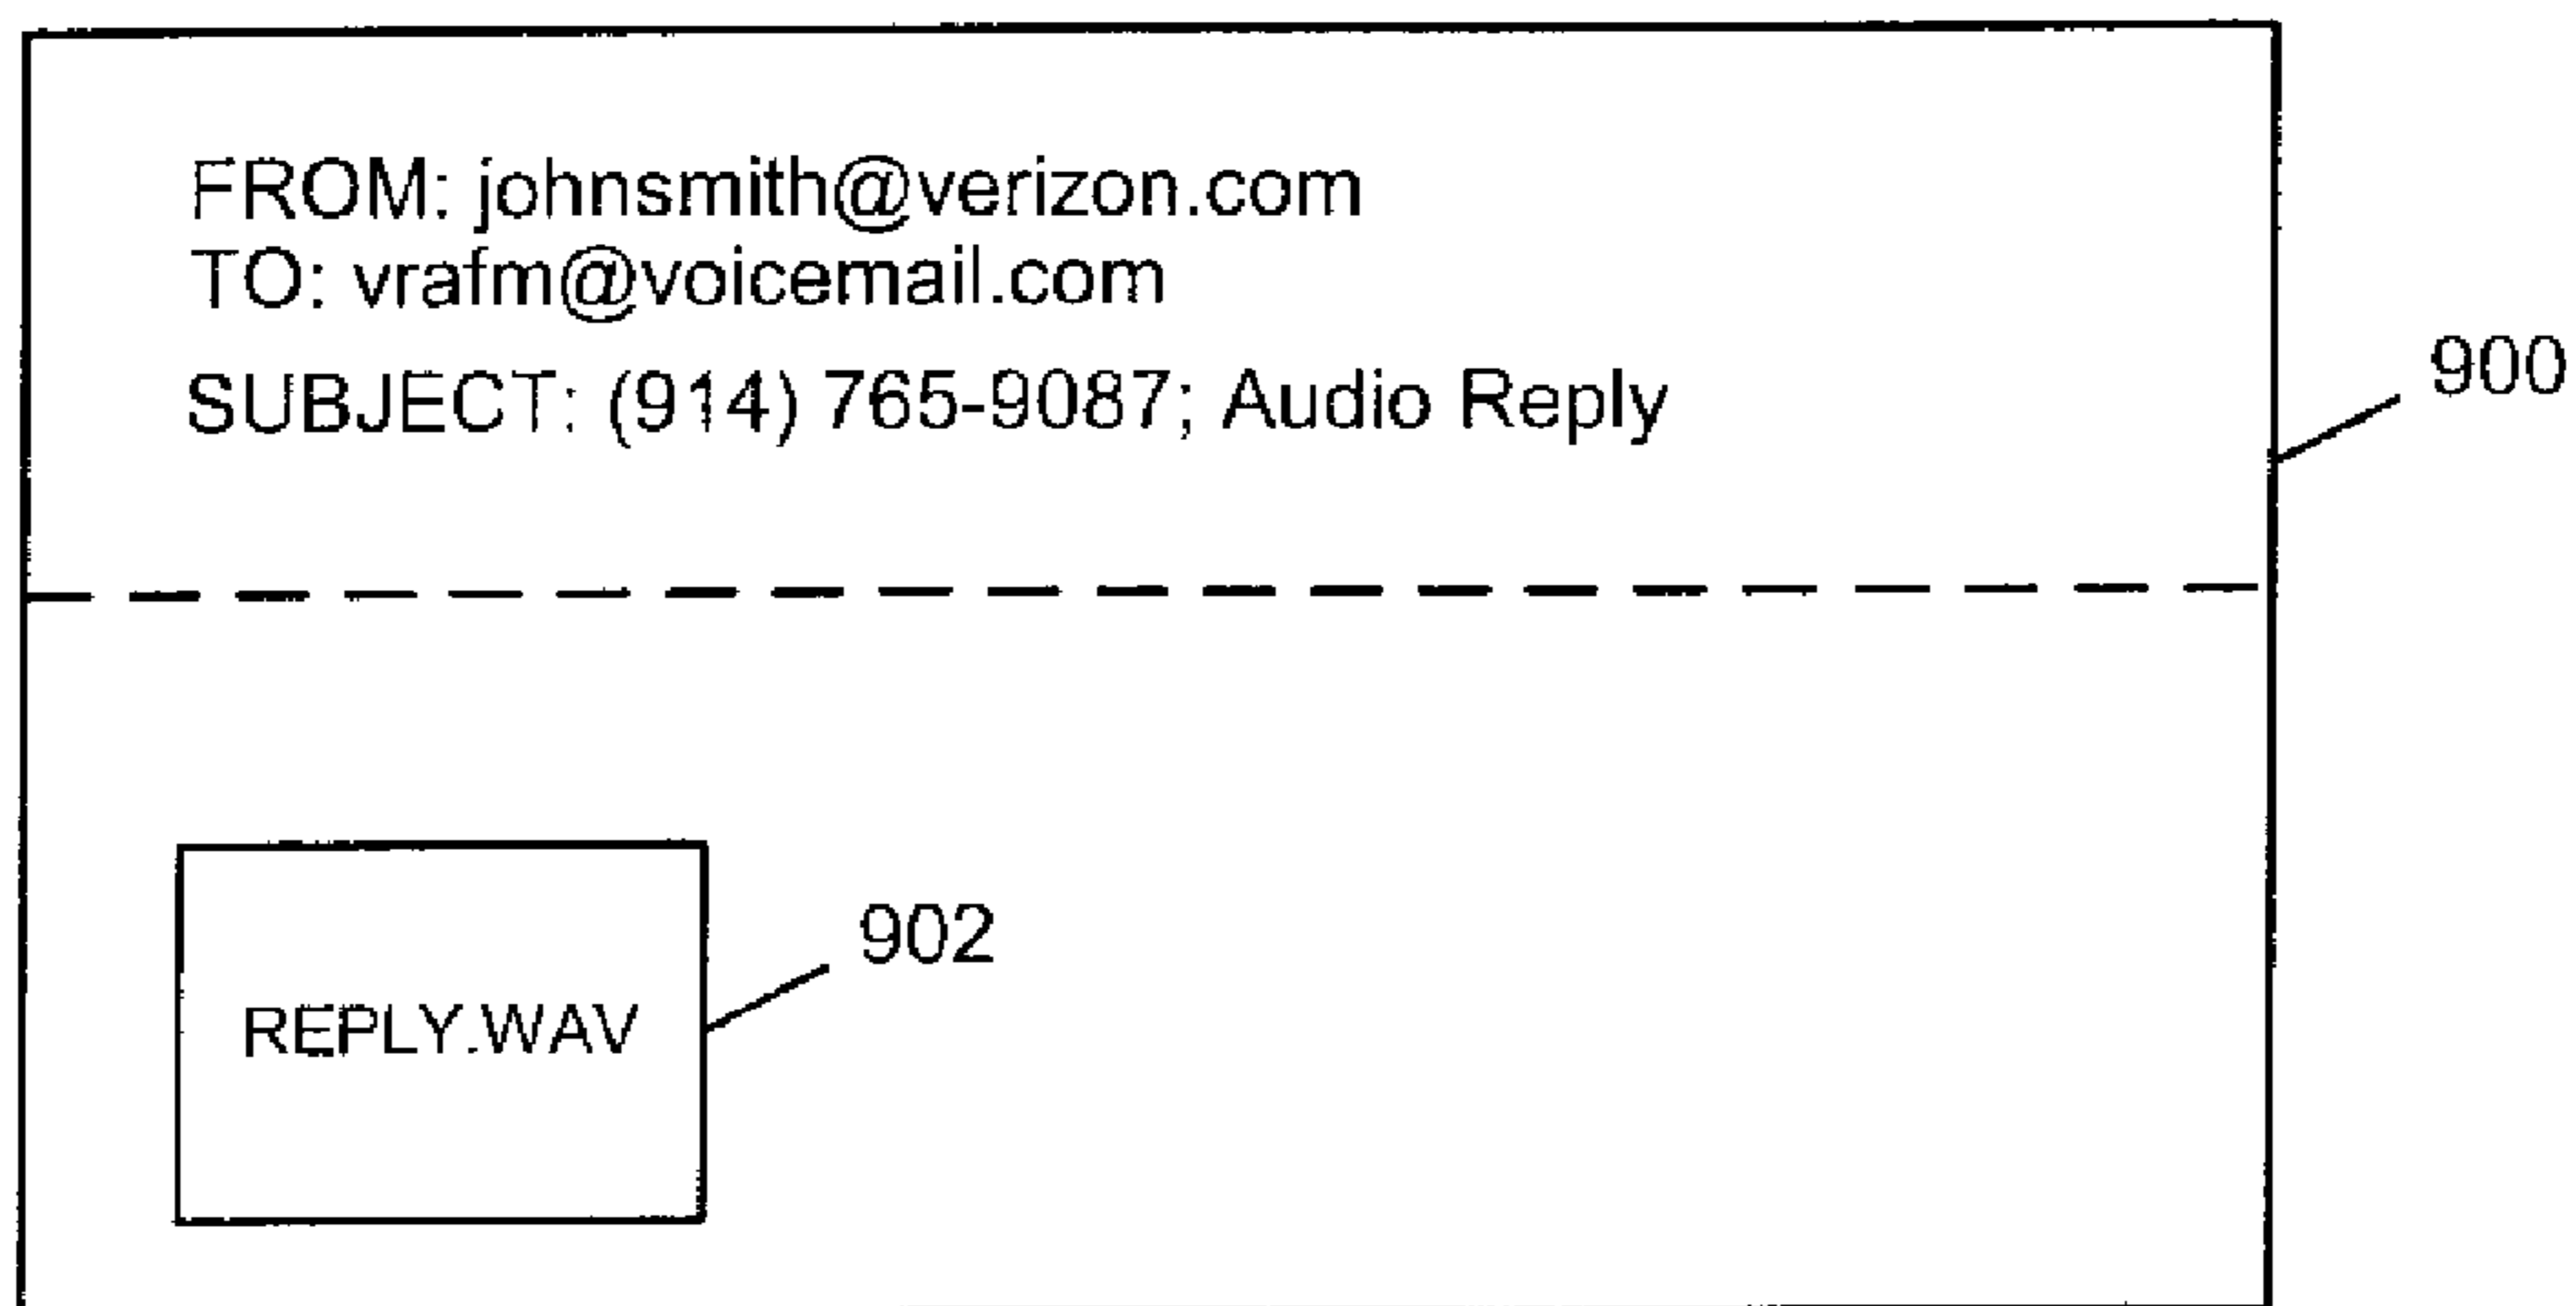 FROM: johnsmith@verizon.com
TO: vrafm@voicemail.com
SUBJECT: (914) 765-9087; Audio Reply
900
902
REPLY.WAV